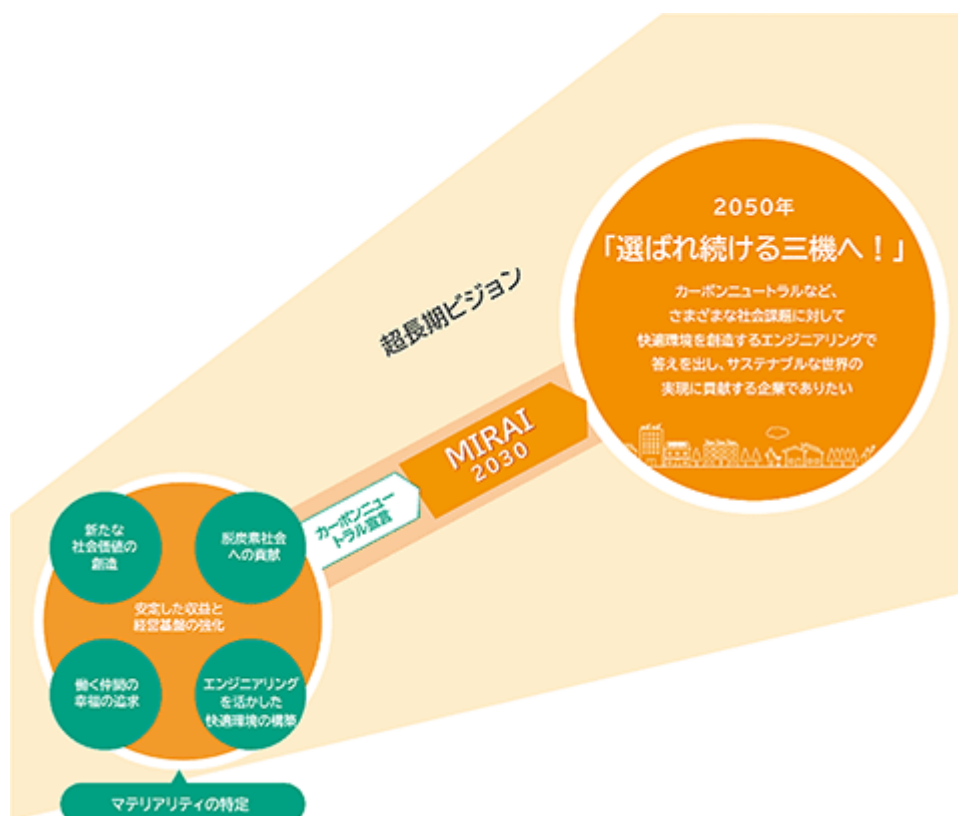 2050年
「選ばれ続ける三機へ！」
カーボンニュートラルなど、
さまざまな社会課題に対して
快適環境を創造するエンジニアリングで
答えを出し、サステナブルな世界の
実現に貢献する企業でありたい
超長期ビジョン
MIRAI
2030
カーボンニュー
トラル宣言
新たな
社会価値の
創造
脱炭素社会
への貢献
安定した収益と
経営基盤の強化
働く仲間の
幸福の追求
エンジニアリング
を活かした
快適環境の構築
マテリアリティの特定